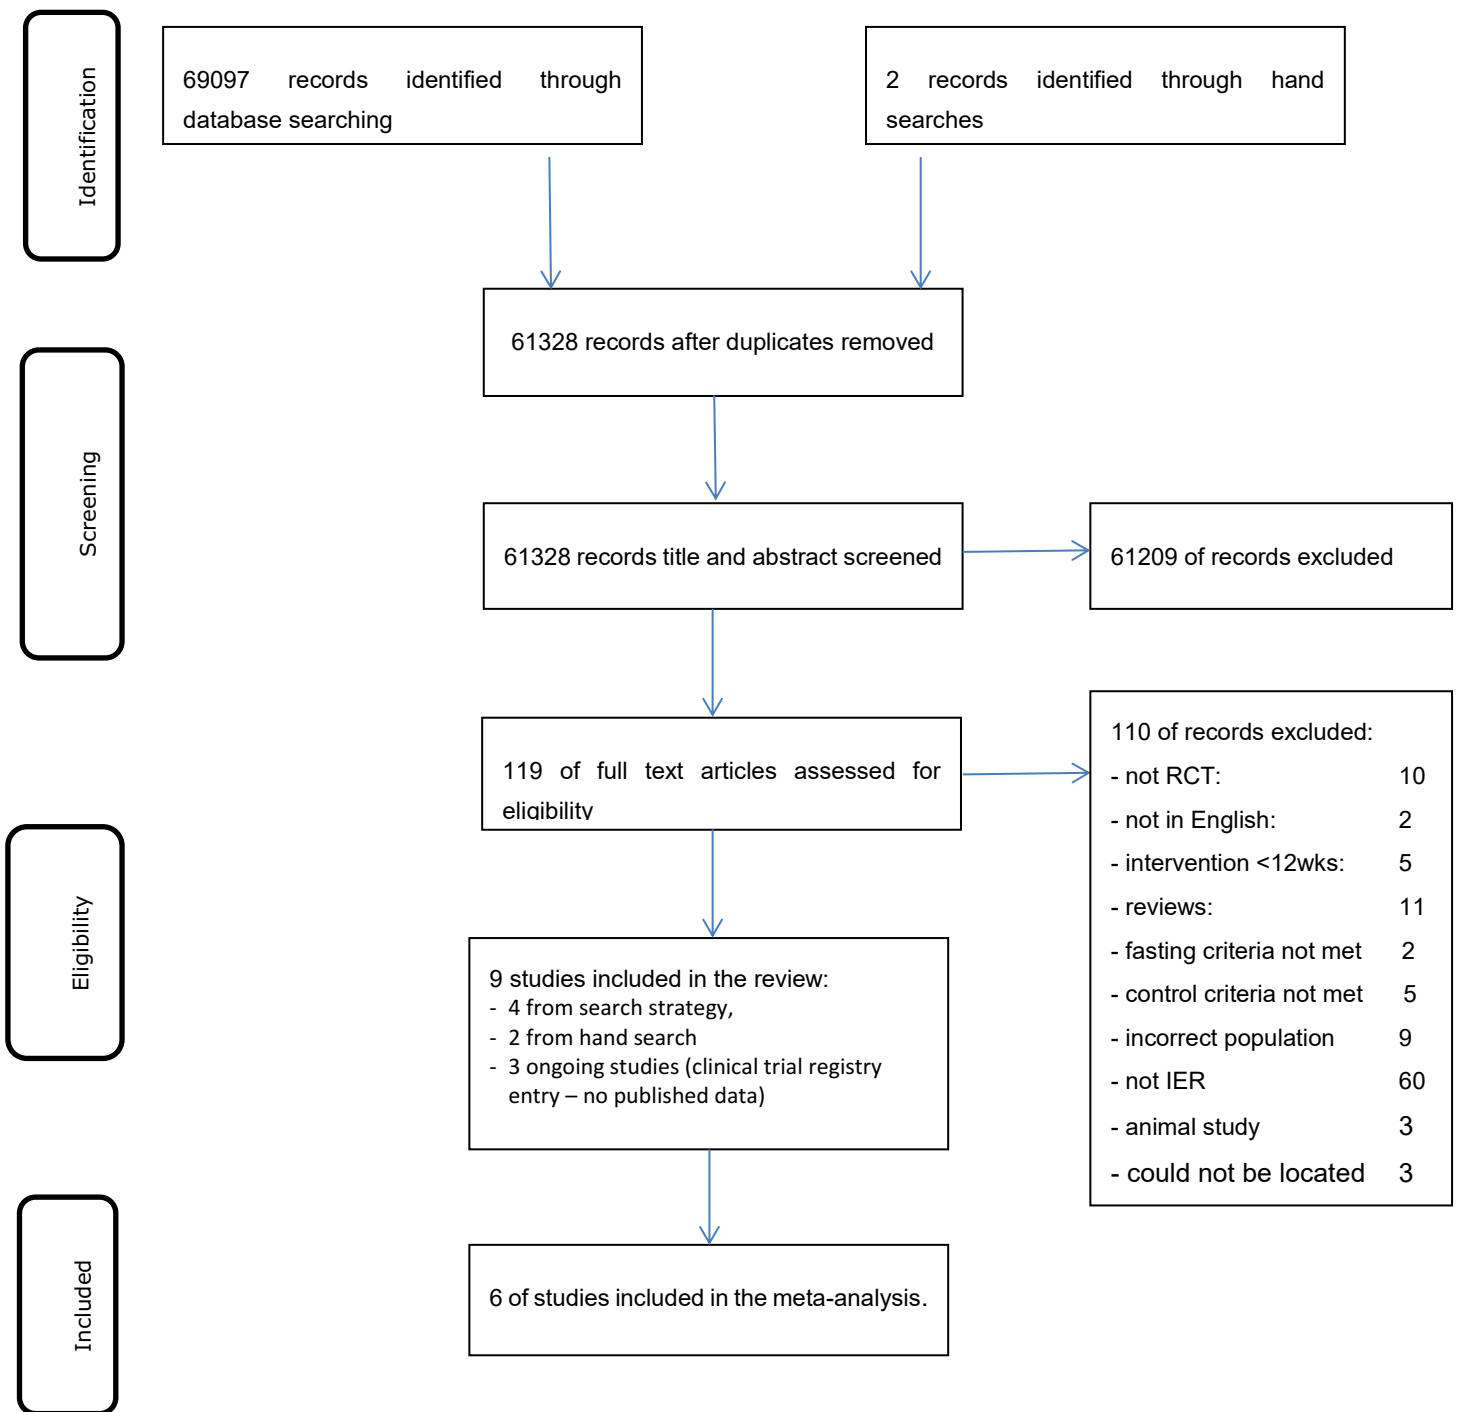 Identification
69097 records identified through
database searching
2 records identified through hand
searches
61328 records after duplicates removed
Screening
61328 records title and abstract screened
61209 of records excluded
119 of full text articles assessed for
eligibility
110 of records excluded:
- not RCT: 10
- not in English: 2
- intervention <12wks: 5
- reviews: 11
- fasting criteria not met 2
- control criteria not met 5
- incorrect population 9
- not IER 60
- animal study 3
- could not be located 3
Eligibility
9 studies included in the review:
- 4 from search strategy,
- 2 from hand search
- 3 ongoing studies (clinical trial registry
entry – no published data)
Included
6 of studies included in the meta-analysis.